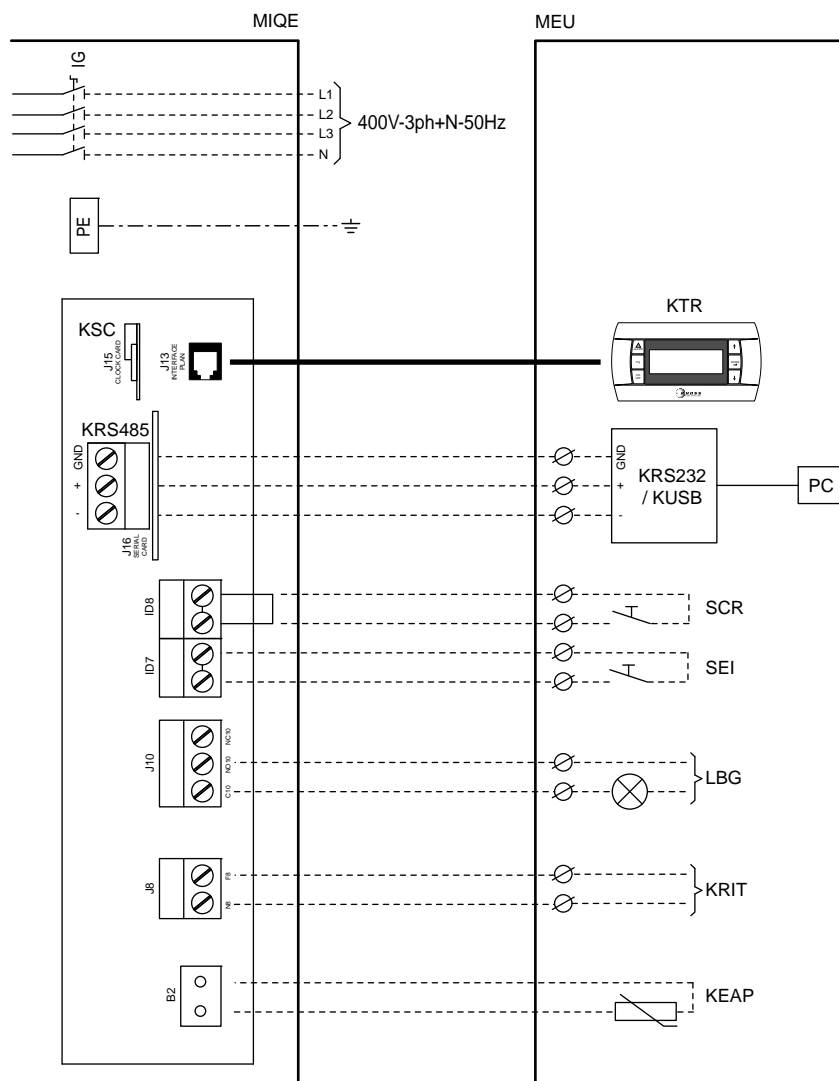 MIQE
MEU
IG
L1
L2
L3
N
400V-3ph+N-50Hz
PE
KSC
J15
CLOCK CARD
J13
INTERFACE
PLAN
KTR
KRS485
GND
+
-
J16
SERIAL
CARD
GND
+
-
KRS232
/ KUSB
PC
ID8
SCR
ID7
SEI
J10
NC10
NO10
C10
LBG
J8
F8
N8
KRIT
B2
KEAP